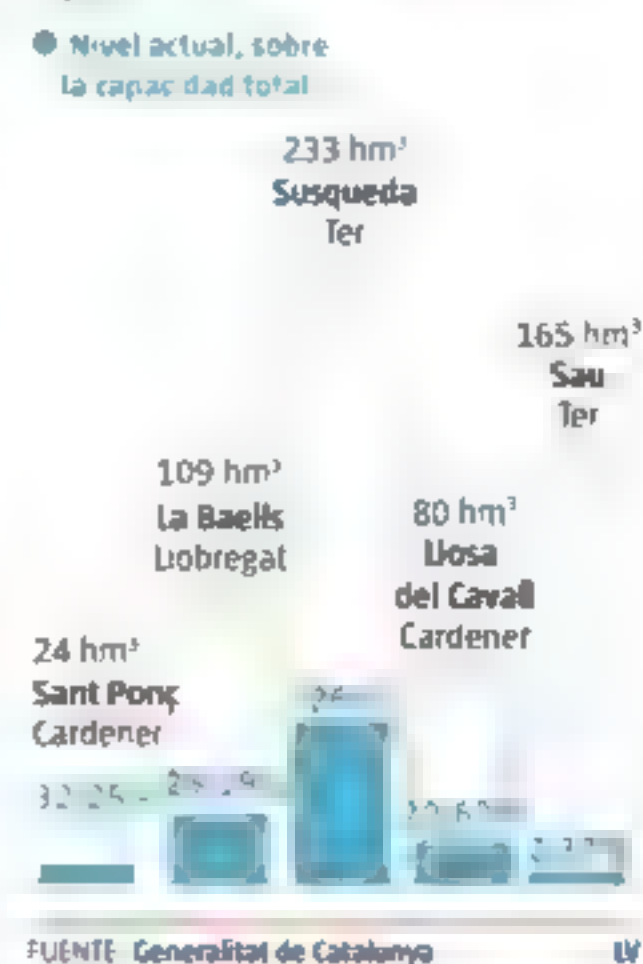 Nivel actual, sobre
la capacidad total
233 hm³
Susqueda
Ter
165 hm³
Sau
Ter
109 hm³
La Baells
Llobregat
80 hm³
Llosa
del Cavall
Cardener
24 hm³
Sant Ponç
Cardener
FUENTE Generalitat de Catalunya
LV